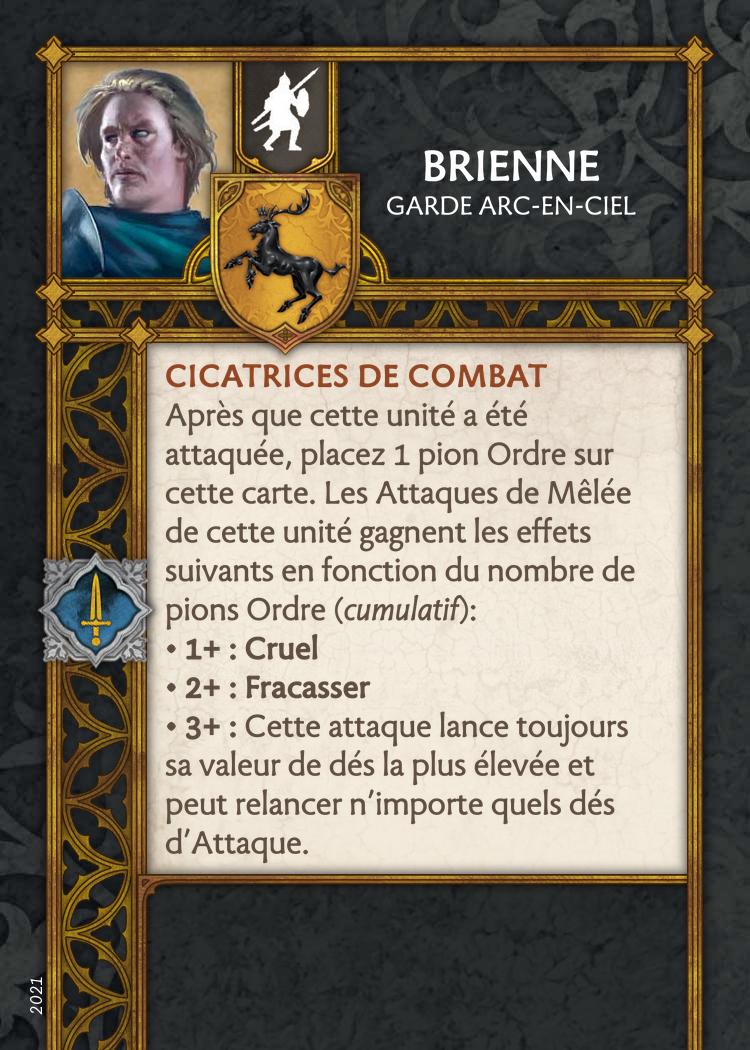 BRIENNE
GARDE ARC-EN-CIEL
CICATRICES DE COMBAT
Après que cette unité a été
attaquée, placez 1 pion Ordre sur
cette carte. Les Attaques de Mêlée
de cette unité gagnent les effets
suivants en fonction du nombre de
pions Ordre (cumulatif):
• 1+ : Cruel
• 2+ : Fracasser
• 3+ : Cette attaque lance toujours
sa valeur de dés la plus élevée et
peut relancer n’importe quels dés
d’Attaque.
2021